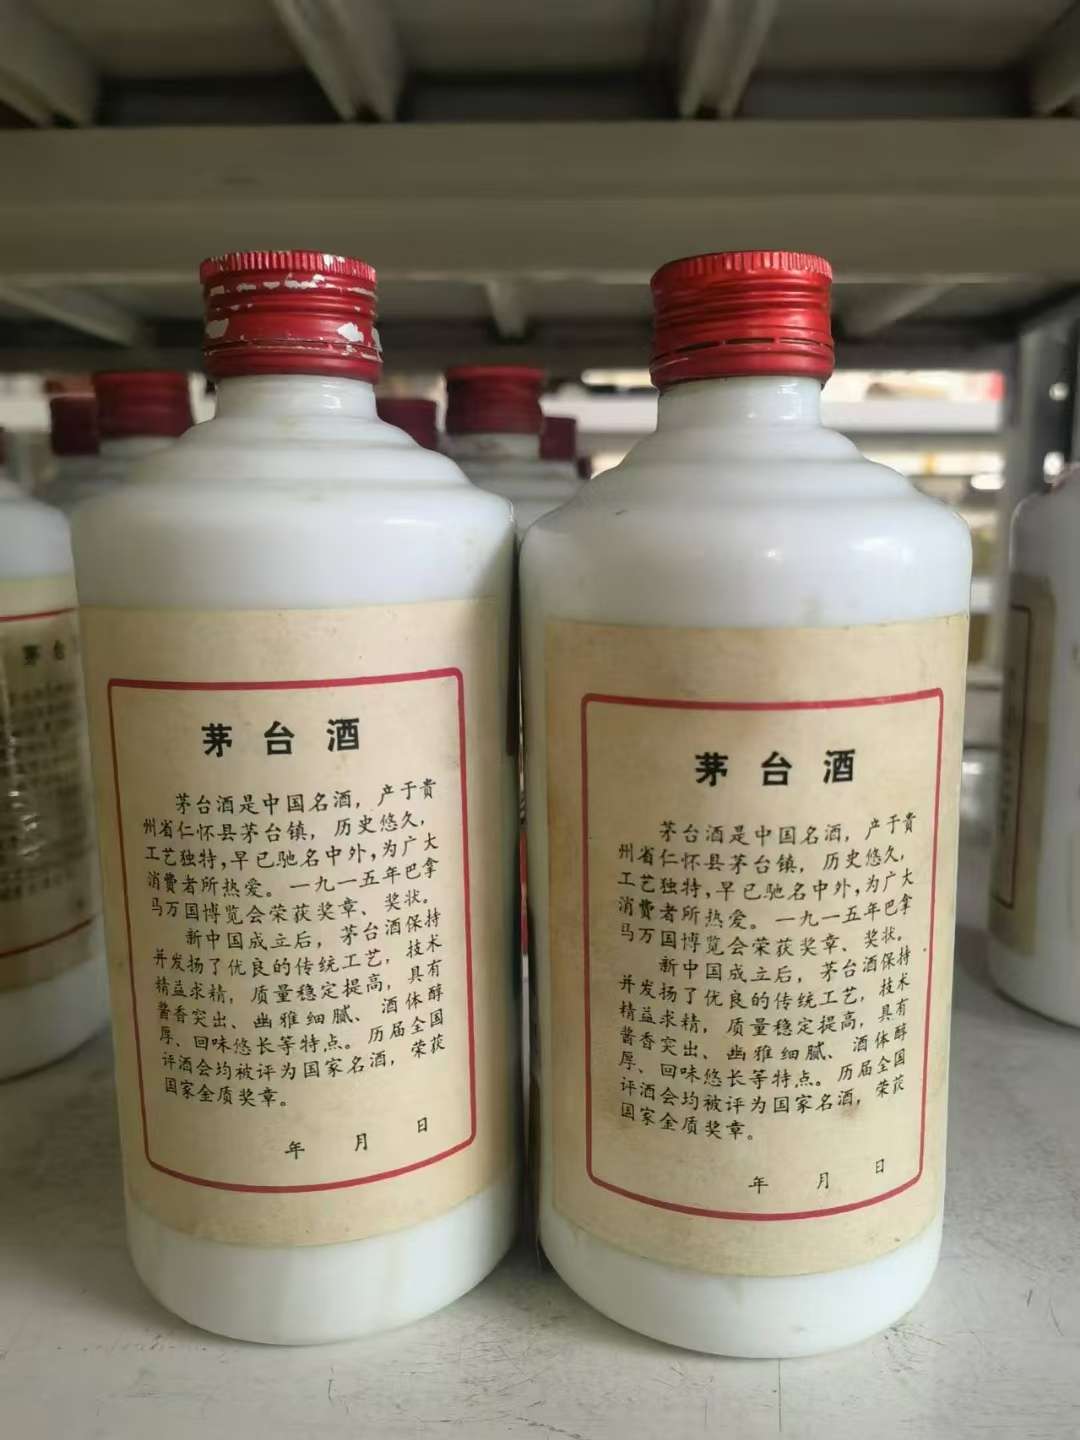 茅台酒
茅台酒是中国名酒，产于贵
州省仁怀县茅台镇，历史悠久，
工艺独特，早已驰名中外，为广大
消费者所热爱。一九一五年巴拿
马万国博览会荣获奖章、奖状。
新中国成立后，茅台酒保持
并发扬了优良的传统工艺，技术
精益求精，质量稳定提高，具有
酱香突出、幽雅细腻、酒体醇
厚、回味悠长等特点。历届全国
评酒会均被评为国家名酒，荣获
国家金质奖章。
年 月 日
茅台酒
茅台酒是中国名酒，产于贵
州省仁怀县茅台镇，历史悠久，
工艺独特，早已驰名中外，为广大
消费者所热爱。一九一五年巴拿
马万国博览会荣获奖章、奖状。
新中国成立后，茅台酒保持
并发扬了优良的传统工艺，技术
精益求精，质量稳定提高，具有
酱香突出、幽雅细腻、酒体醇
厚、回味悠长等特点。历届全国
评酒会均被评为国家名酒，荣获
国家金质奖章。
年 月 日
茅台